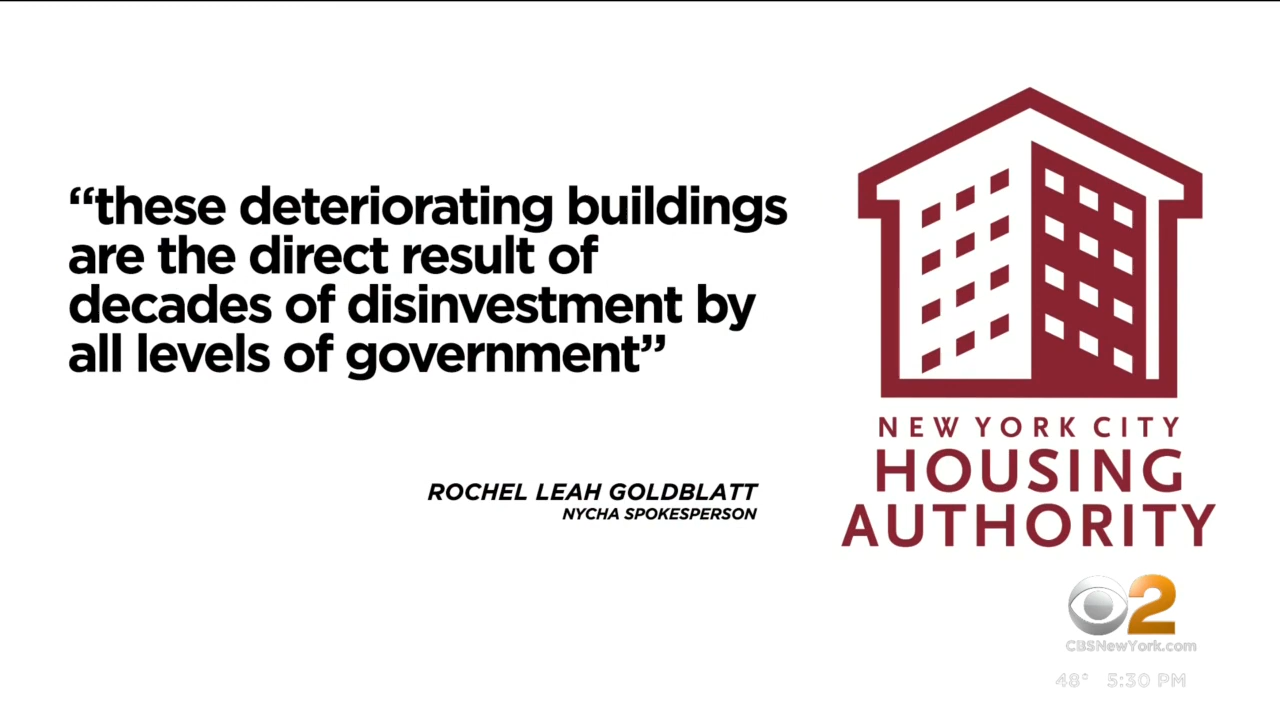 “these deteriorating buildings
are the direct result of
decades of disinvestment by
all levels of government”
ROCHEL LEAH GOLDBLATT
NYCHA SPOKESPERSON
NEW YORK CITY
HOUSING
AUTHORITY
2
CBSNewYork.com
48° 5:30 PM